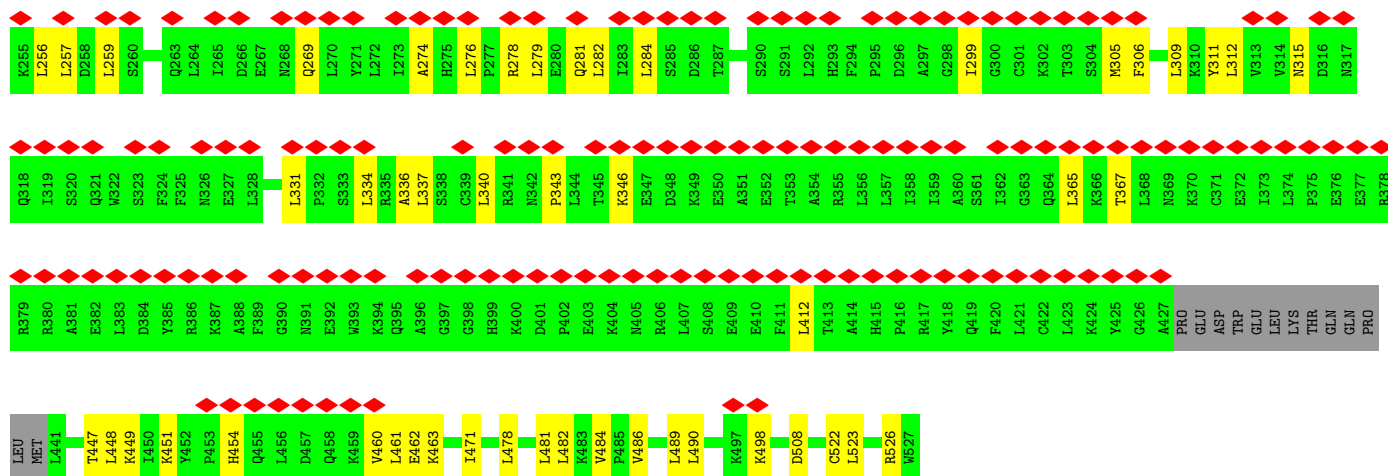 K255 L256 L257 D258 L259 S260 Q263 L264 I265 D266 E267 N268 Q269 L270 Y271 L272 I273 A274 H275 L276 P277 R278 L279 E280 Q281 L282 I283 L284 S285 D286 T287 S290 S291 L292 H293 F294 P295 D296 A297 G298 I299 G300 C301 K302 T303 S304 M305 F306 L309 K310 Y311 L312 V313 V314 N315 D316 N317
Q318 I319 S320 Q321 W322 S323 F324 F325 N326 E327 L328 L331 P332 S333 L334 R335 A336 L337 S338 C339 L340 R341 N342 P343 L344 T345 K346 E347 D348 K349 E350 A351 E352 T353 A354 R355 L356 L357 I358 I359 A360 S361 I362 G363 Q364 L365 K366 T367 L368 N369 K370 C371 E372 I373 L374 P375 E376 E377 R378
R379 R380 A381 E382 L383 D384 Y385 R386 K387 A388 F389 G390 N391 E392 W393 K394 Q395 A396 G397 G398 H399 K400 D401 P402 E403 K404 N405 R406 L407 S408 E409 E410 F411 L412 T413 A414 H415 P416 R417 Y418 Q419 F420 L421 C422 L423 K424 Y425 G426 A427 PRO GLU ASP TRP GLU LEU LYS THR GLN GLN PRO
LEU MET L441 T447 L448 K449 I450 K451 Y452 P453 H454 Q455 L456 D457 Q458 K459 V460 L461 E462 K463 I471 L478 L481 L482 K483 V484 P485 V486 L489 L490 K497 K498 D508 C522 L523 R526 W527